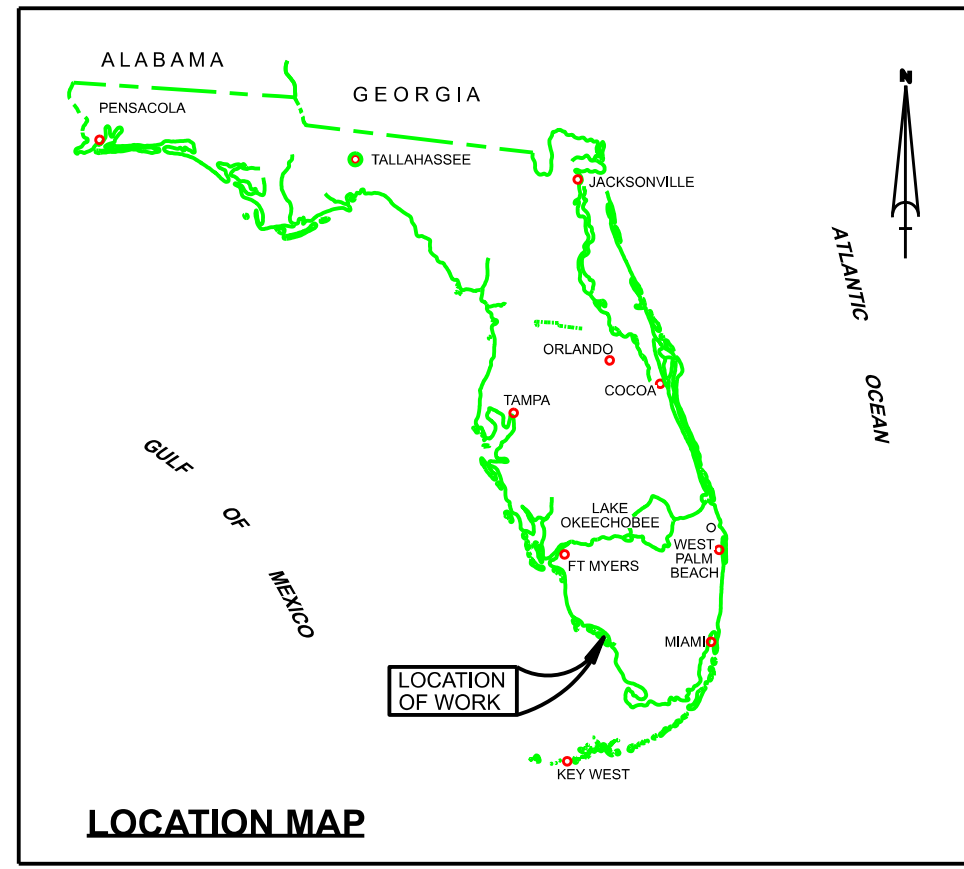 ALABAMA
GEORGIA
N
PENSACOLA
TALLAHASSEE
JACKSONVILLE
ATLANTIC
OCEAN
ORLANDO
COCOA
TAMPA
GULF
OF
MEXICO
LAKE
OKEECHOBEE
WEST
PALM
BEACH
FT MYERS
MIAMI
LOCATION
OF WORK
KEY WEST
LOCATION MAP